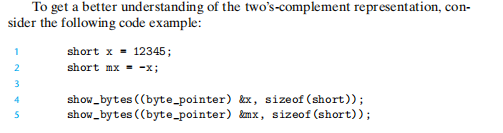 To get a better understanding of the two's-complement representation, con-
sider the following code example:
1 short x = 12345;
2 short mx = -x;
3
4 show_bytes((byte_pointer) &x, sizeof(short));
5 show_bytes((byte_pointer) &mx, sizeof(short));